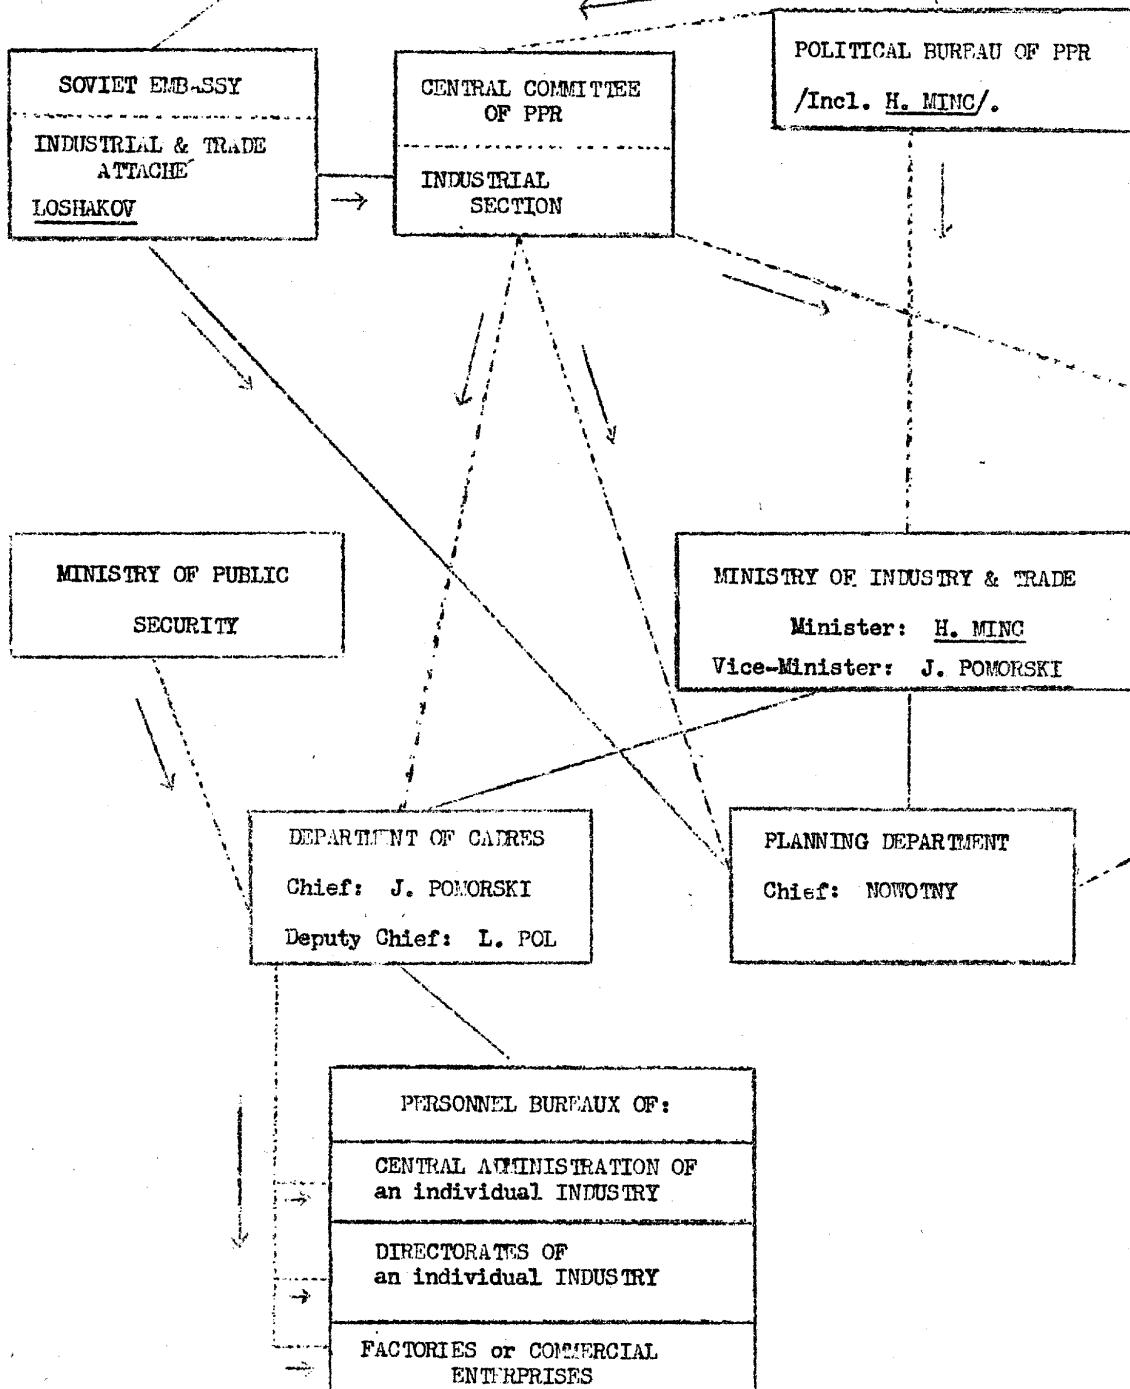 SOVIET EMBASSY
INDUSTRIAL & TRADE
ATTACHÉ
LOSHAKOV
CENTRAL COMMITTEE
OF PPR
INDUSTRIAL
SECTION
POLITICAL BUREAU OF PPR
/Incl. H. MINC/.
MINISTRY OF PUBLIC
SECURITY
MINISTRY OF INDUSTRY & TRADE
Minister: H. MINC
Vice-Minister: J. POMORSKI
DEPARTMENT OF CADRES
Chief: J. POMORSKI
Deputy Chief: L. POL
PLANNING DEPARTMENT
Chief: NOWOTNY
PERSONNEL BUREAUX OF:
CENTRAL ADMINISTRATION OF
an individual INDUSTRY
DIRECTORATES OF
an individual INDUSTRY
FACTORIES or COMMERCIAL
ENTERPRISES